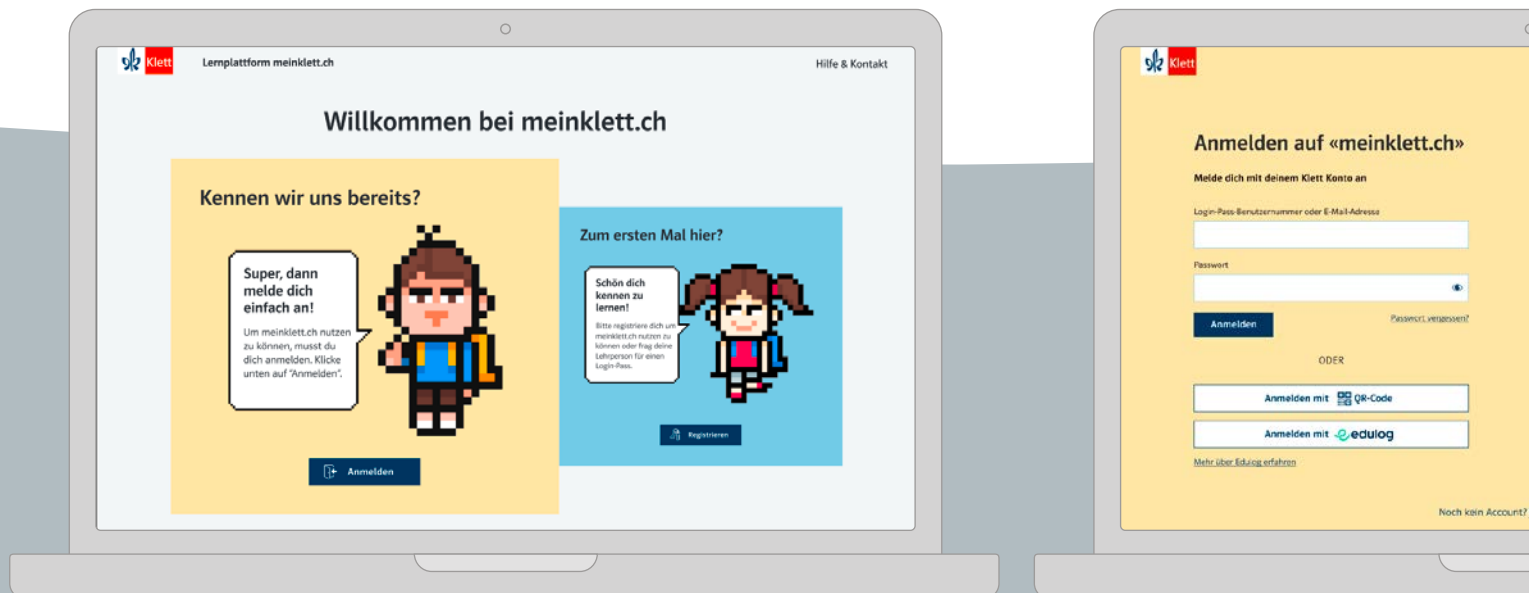 Klett
Lernplattform meinklett.ch
Hilfe & Kontakt
Willkommen bei meinklett.ch
Kennen wir uns bereits?
Super, dann
melde dich
einfach an!
Um meinklett.ch nutzen
zu können, musst du
dich anmelden. Klicke
unten auf "Anmelden".
Anmelden
Zum ersten Mal hier?
Schön dich
kennen zu
lernen!
Bitte registriere dich um
meinklett.ch nutzen zu
können oder frag deine
Lehrperson für einen
Login-Pass.
Registrieren
Klett
Anmelden auf «meinklett.ch»
Melde dich mit deinem Klett Konto an
Login-Pass-Benutzernummer oder E-Mail-Adresse
Passwort
Anmelden
Passwort vergessen?
ODER
Anmelden mit QR-Code
Anmelden mit edulog
Mehr über Edulog erfahren
Noch kein Account?